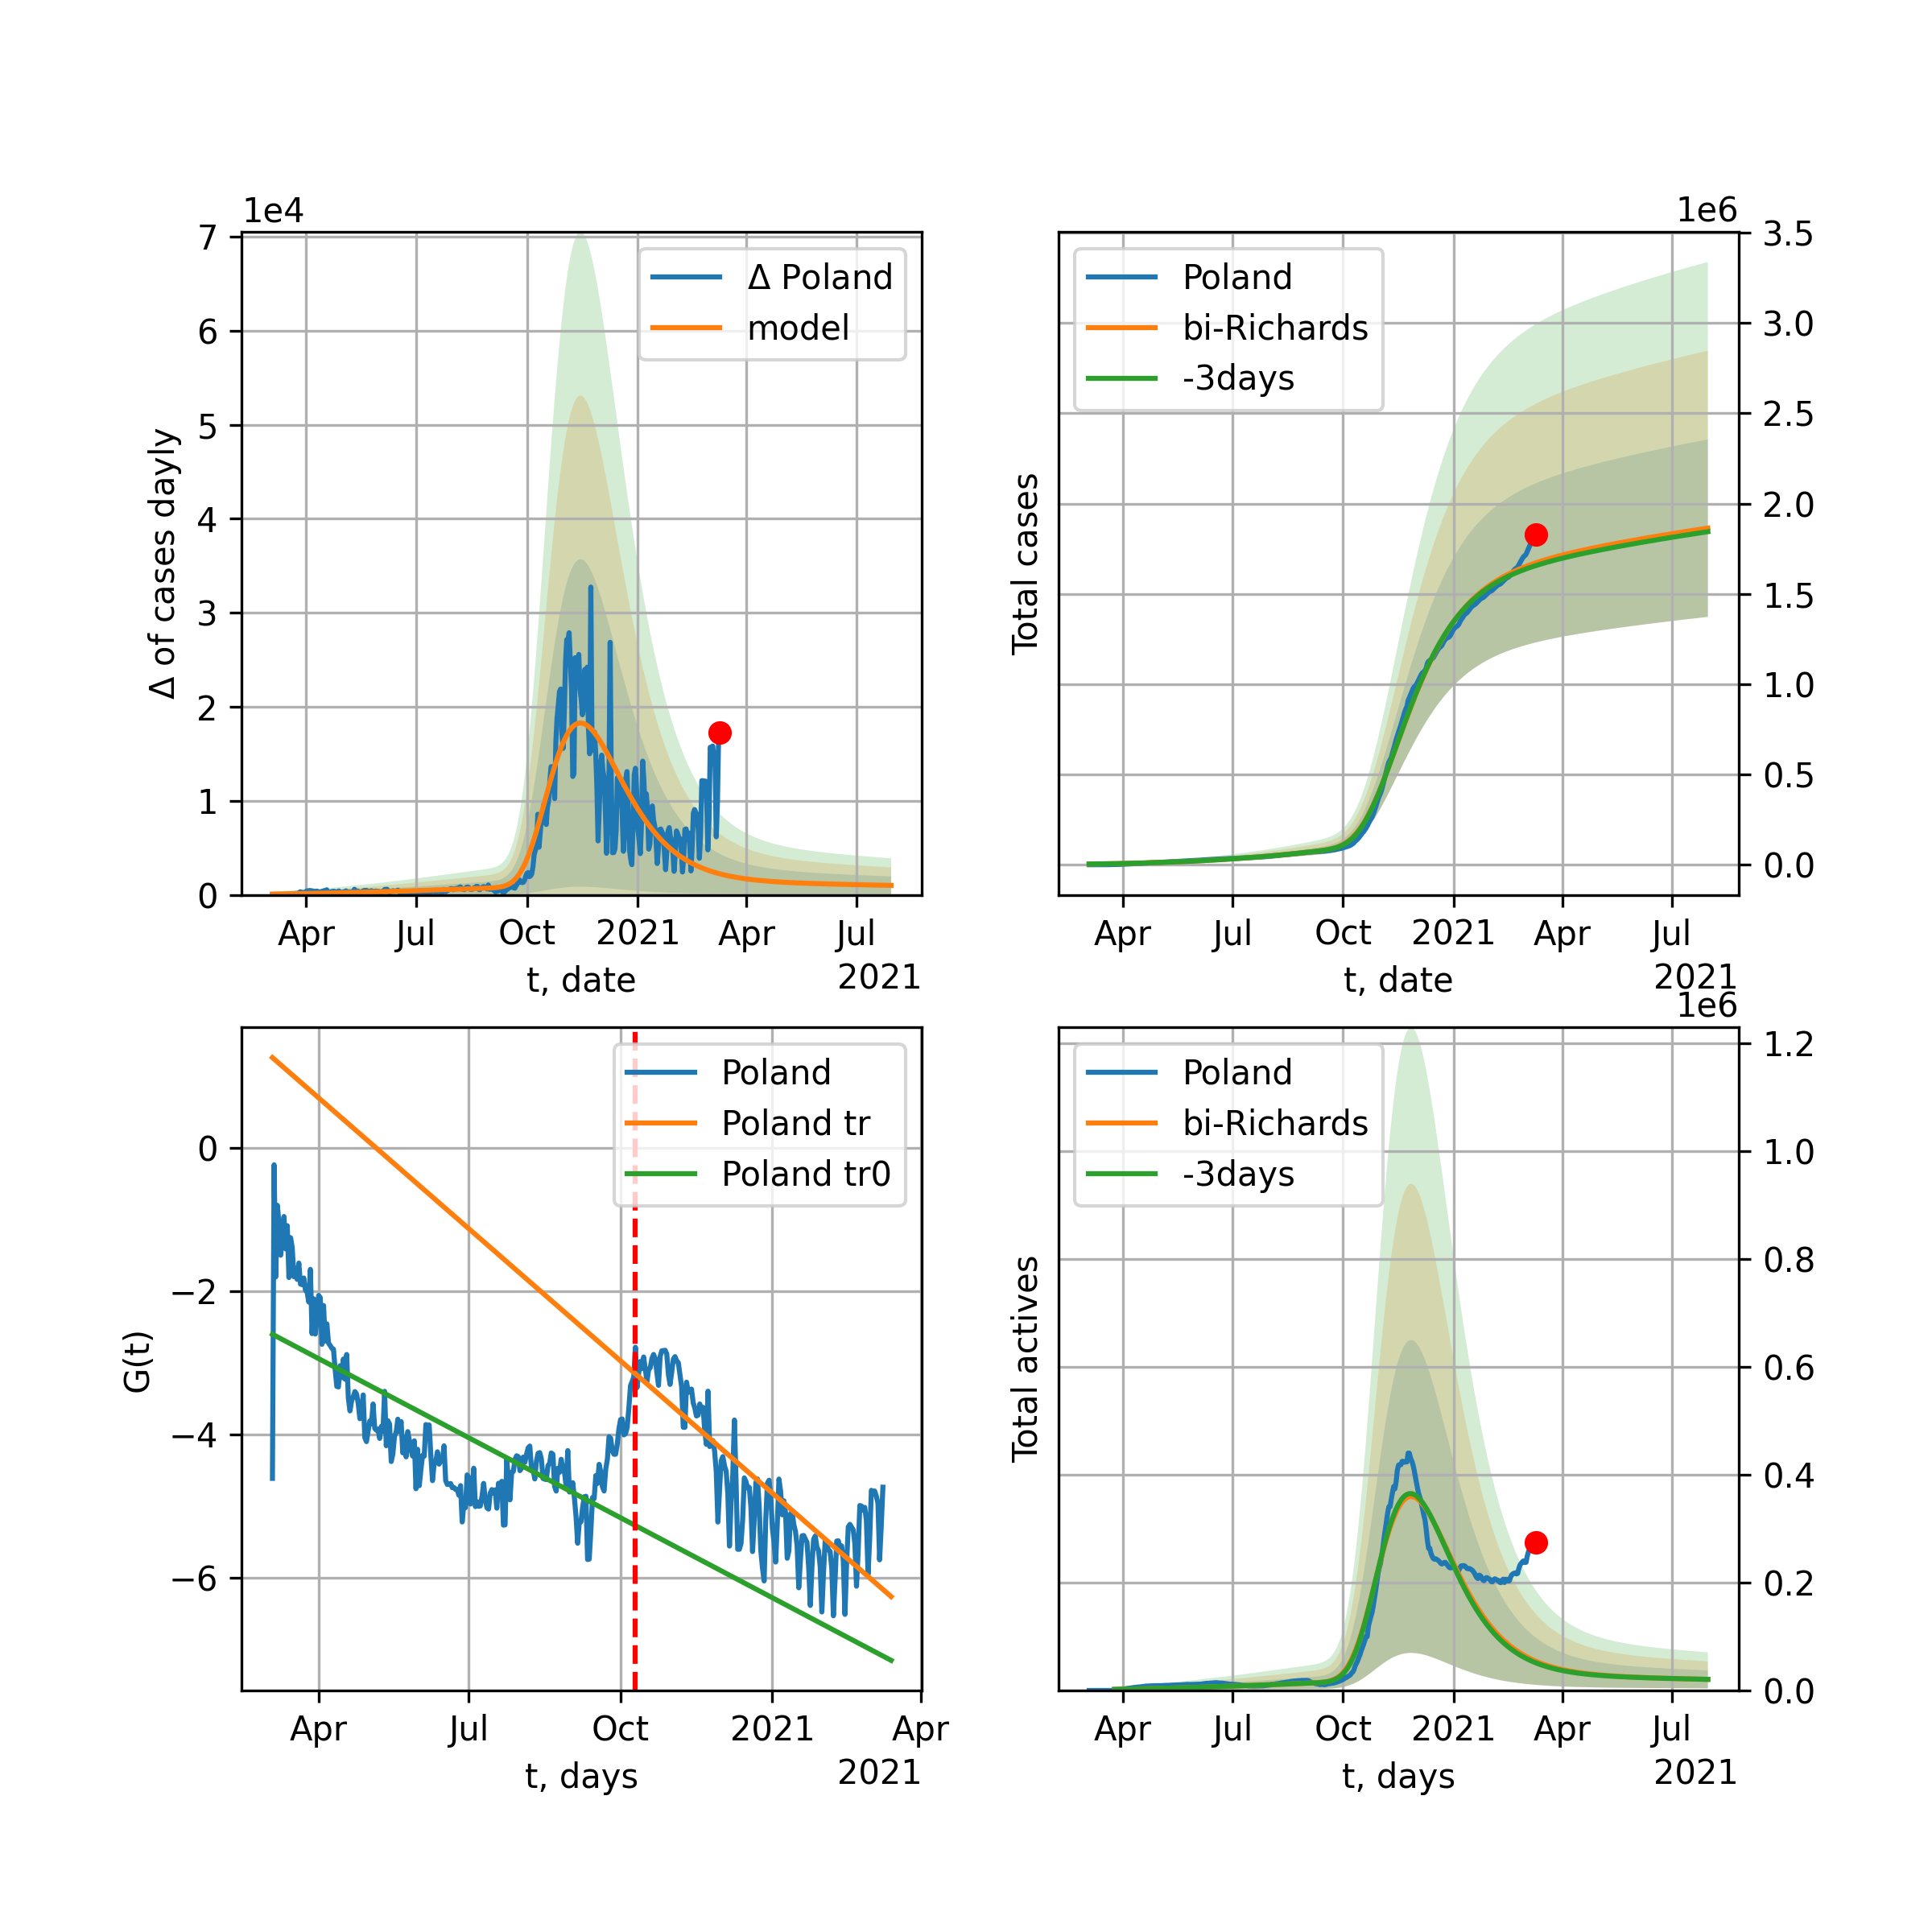 1e4
7
6
5
4
3
2
1
0
Δ of cases dayly
Δ Poland
model
Apr Jul Oct 2021 Apr Jul
t, date
2021
1e6
3.5
3.0
2.5
2.0
1.5
1.0
0.5
0.0
Total cases
Poland
bi-Richards
-3days
Apr Jul Oct 2021 Apr Jul
t, date
2021
0
−2
−4
−6
G(t)
Poland
Poland tr
Poland tr0
Apr Jul Oct 2021 Apr
t, days
2021
1e6
1.2
1.0
0.8
0.6
0.4
0.2
0.0
Total actives
Poland
bi-Richards
-3days
Apr Jul Oct 2021 Apr Jul
t, days
2021